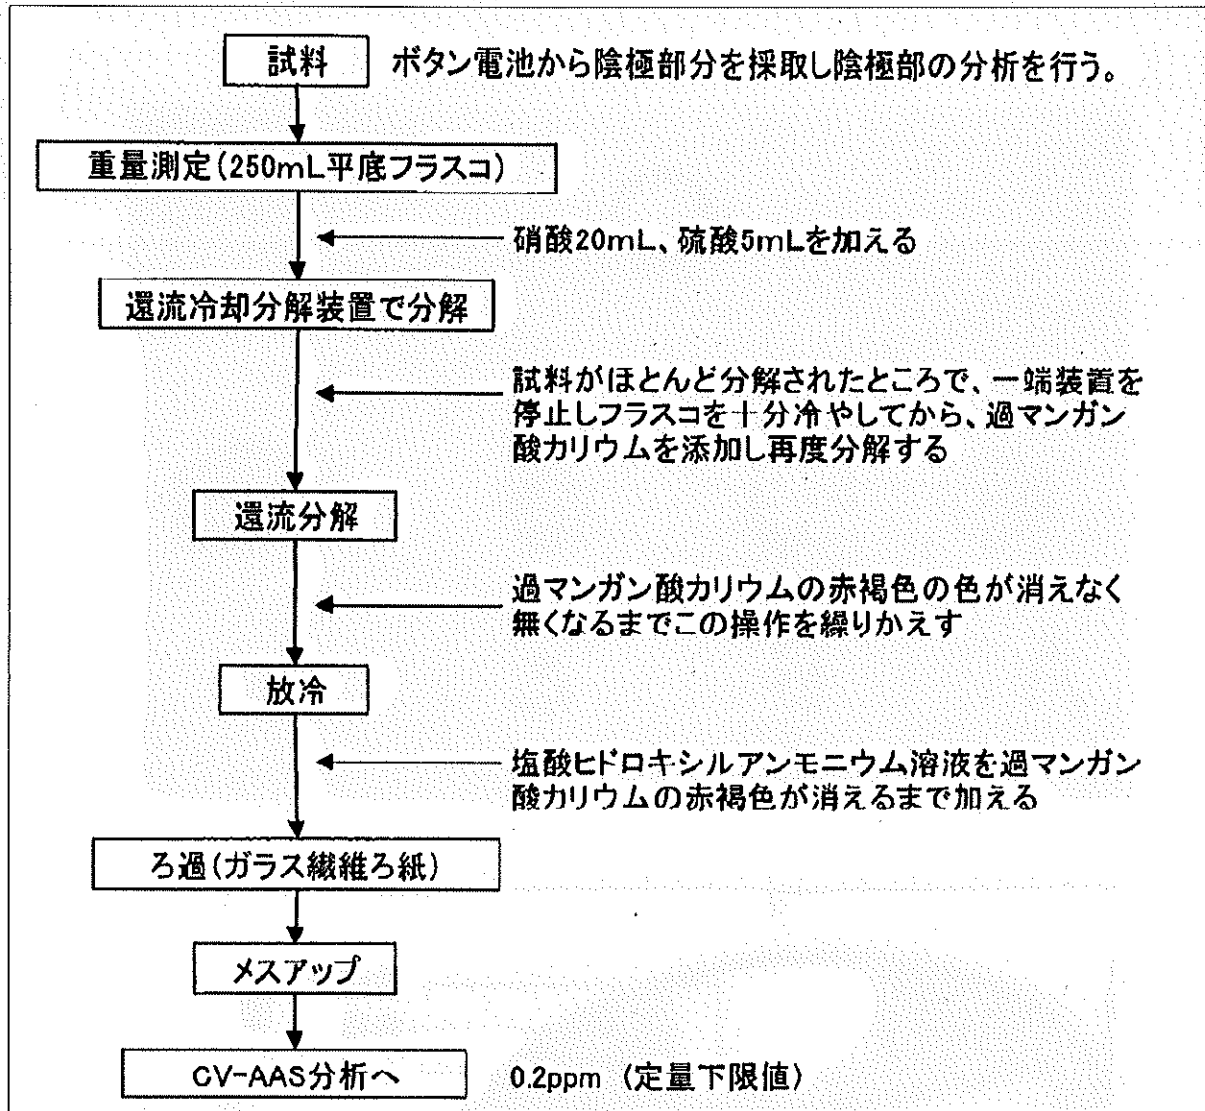 試料 ボタン電池から陰極部分を採取し陰極部の分析を行う。
重量測定(250mL平底フラスコ)
硝酸20mL、硫酸5mLを加える
還流冷却分解装置で分解
試料がほとんど分解されたところで、一端装置を
停止しフラスコを十分冷やしてから、過マンガン
酸カリウムを添加し再度分解する
還流分解
過マンガン酸カリウムの赤褐色の色が消えなく
無くなるまでこの操作を繰りかえす
放冷
塩酸ヒドロキシルアンモニウム溶液を過マンガン
酸カリウムの赤褐色が消えるまで加える
ろ過(ガラス繊維ろ紙)
メスアップ
CV-AAS分析へ 0.2ppm (定量下限値)